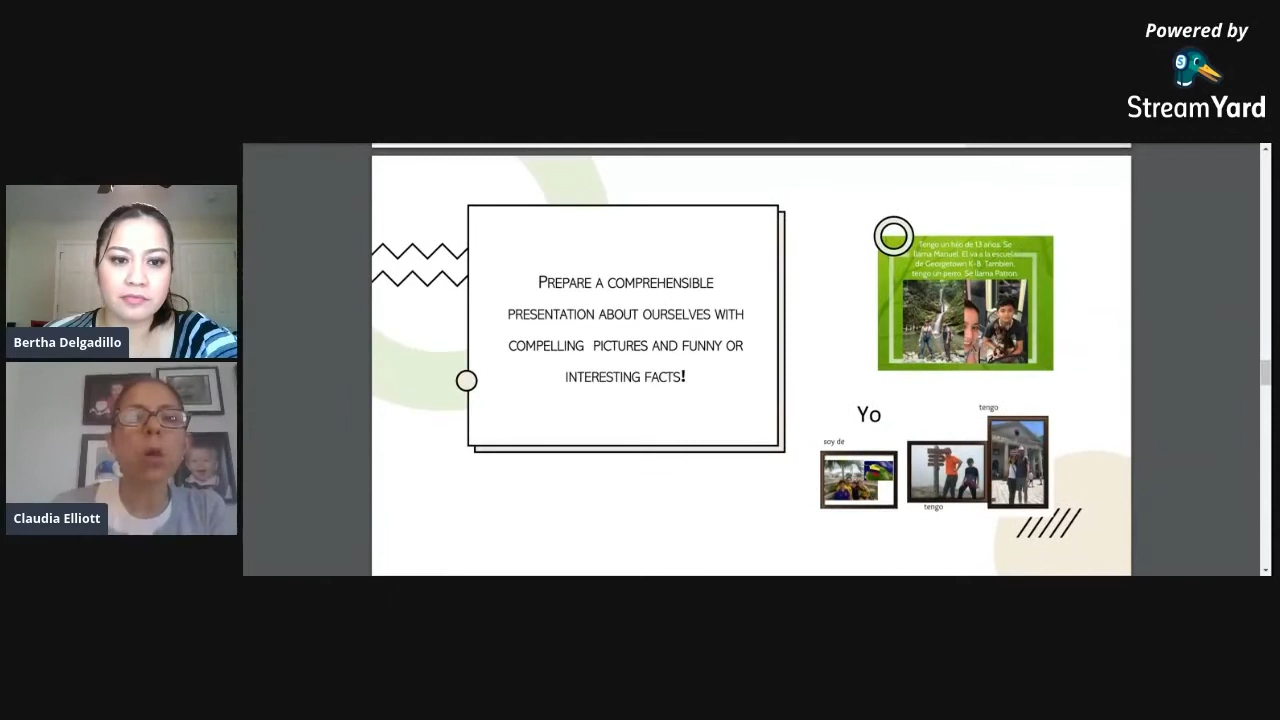 Powered by
StreamYard
Bertha Delgadillo
Claudia Elliott
PREPARE A COMPREHENSIBLE
PRESENTATION ABOUT OURSELVES WITH
COMPELLING PICTURES AND FUNNY OR
INTERESTING FACTS!
Tengo un hijo de 13 años. Se
llama Manuel. El va a la escuela
de Georgetown K-8. Tambien,
tengo un perro. Se llama Patron.
Yo
tengo
soy de
tengo